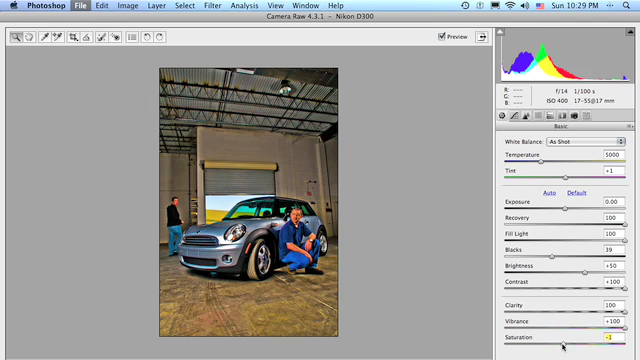 Photoshop File Edit Image Layer Select Filter Analysis View Window Help Sun 10:29 PM
Camera Raw 4.3.1 - Nikon D300
Preview
R: ---
G: ---
B: ---
f/14 1/100 s
ISO 400 17-55@17 mm
Basic
White Balance: As Shot
Temperature 5000
Tint +1
Auto Default
Exposure 0.00
Recovery 100
Fill Light 100
Blacks 39
Brightness +50
Contrast +100
Clarity 100
Vibrance +100
Saturation -1